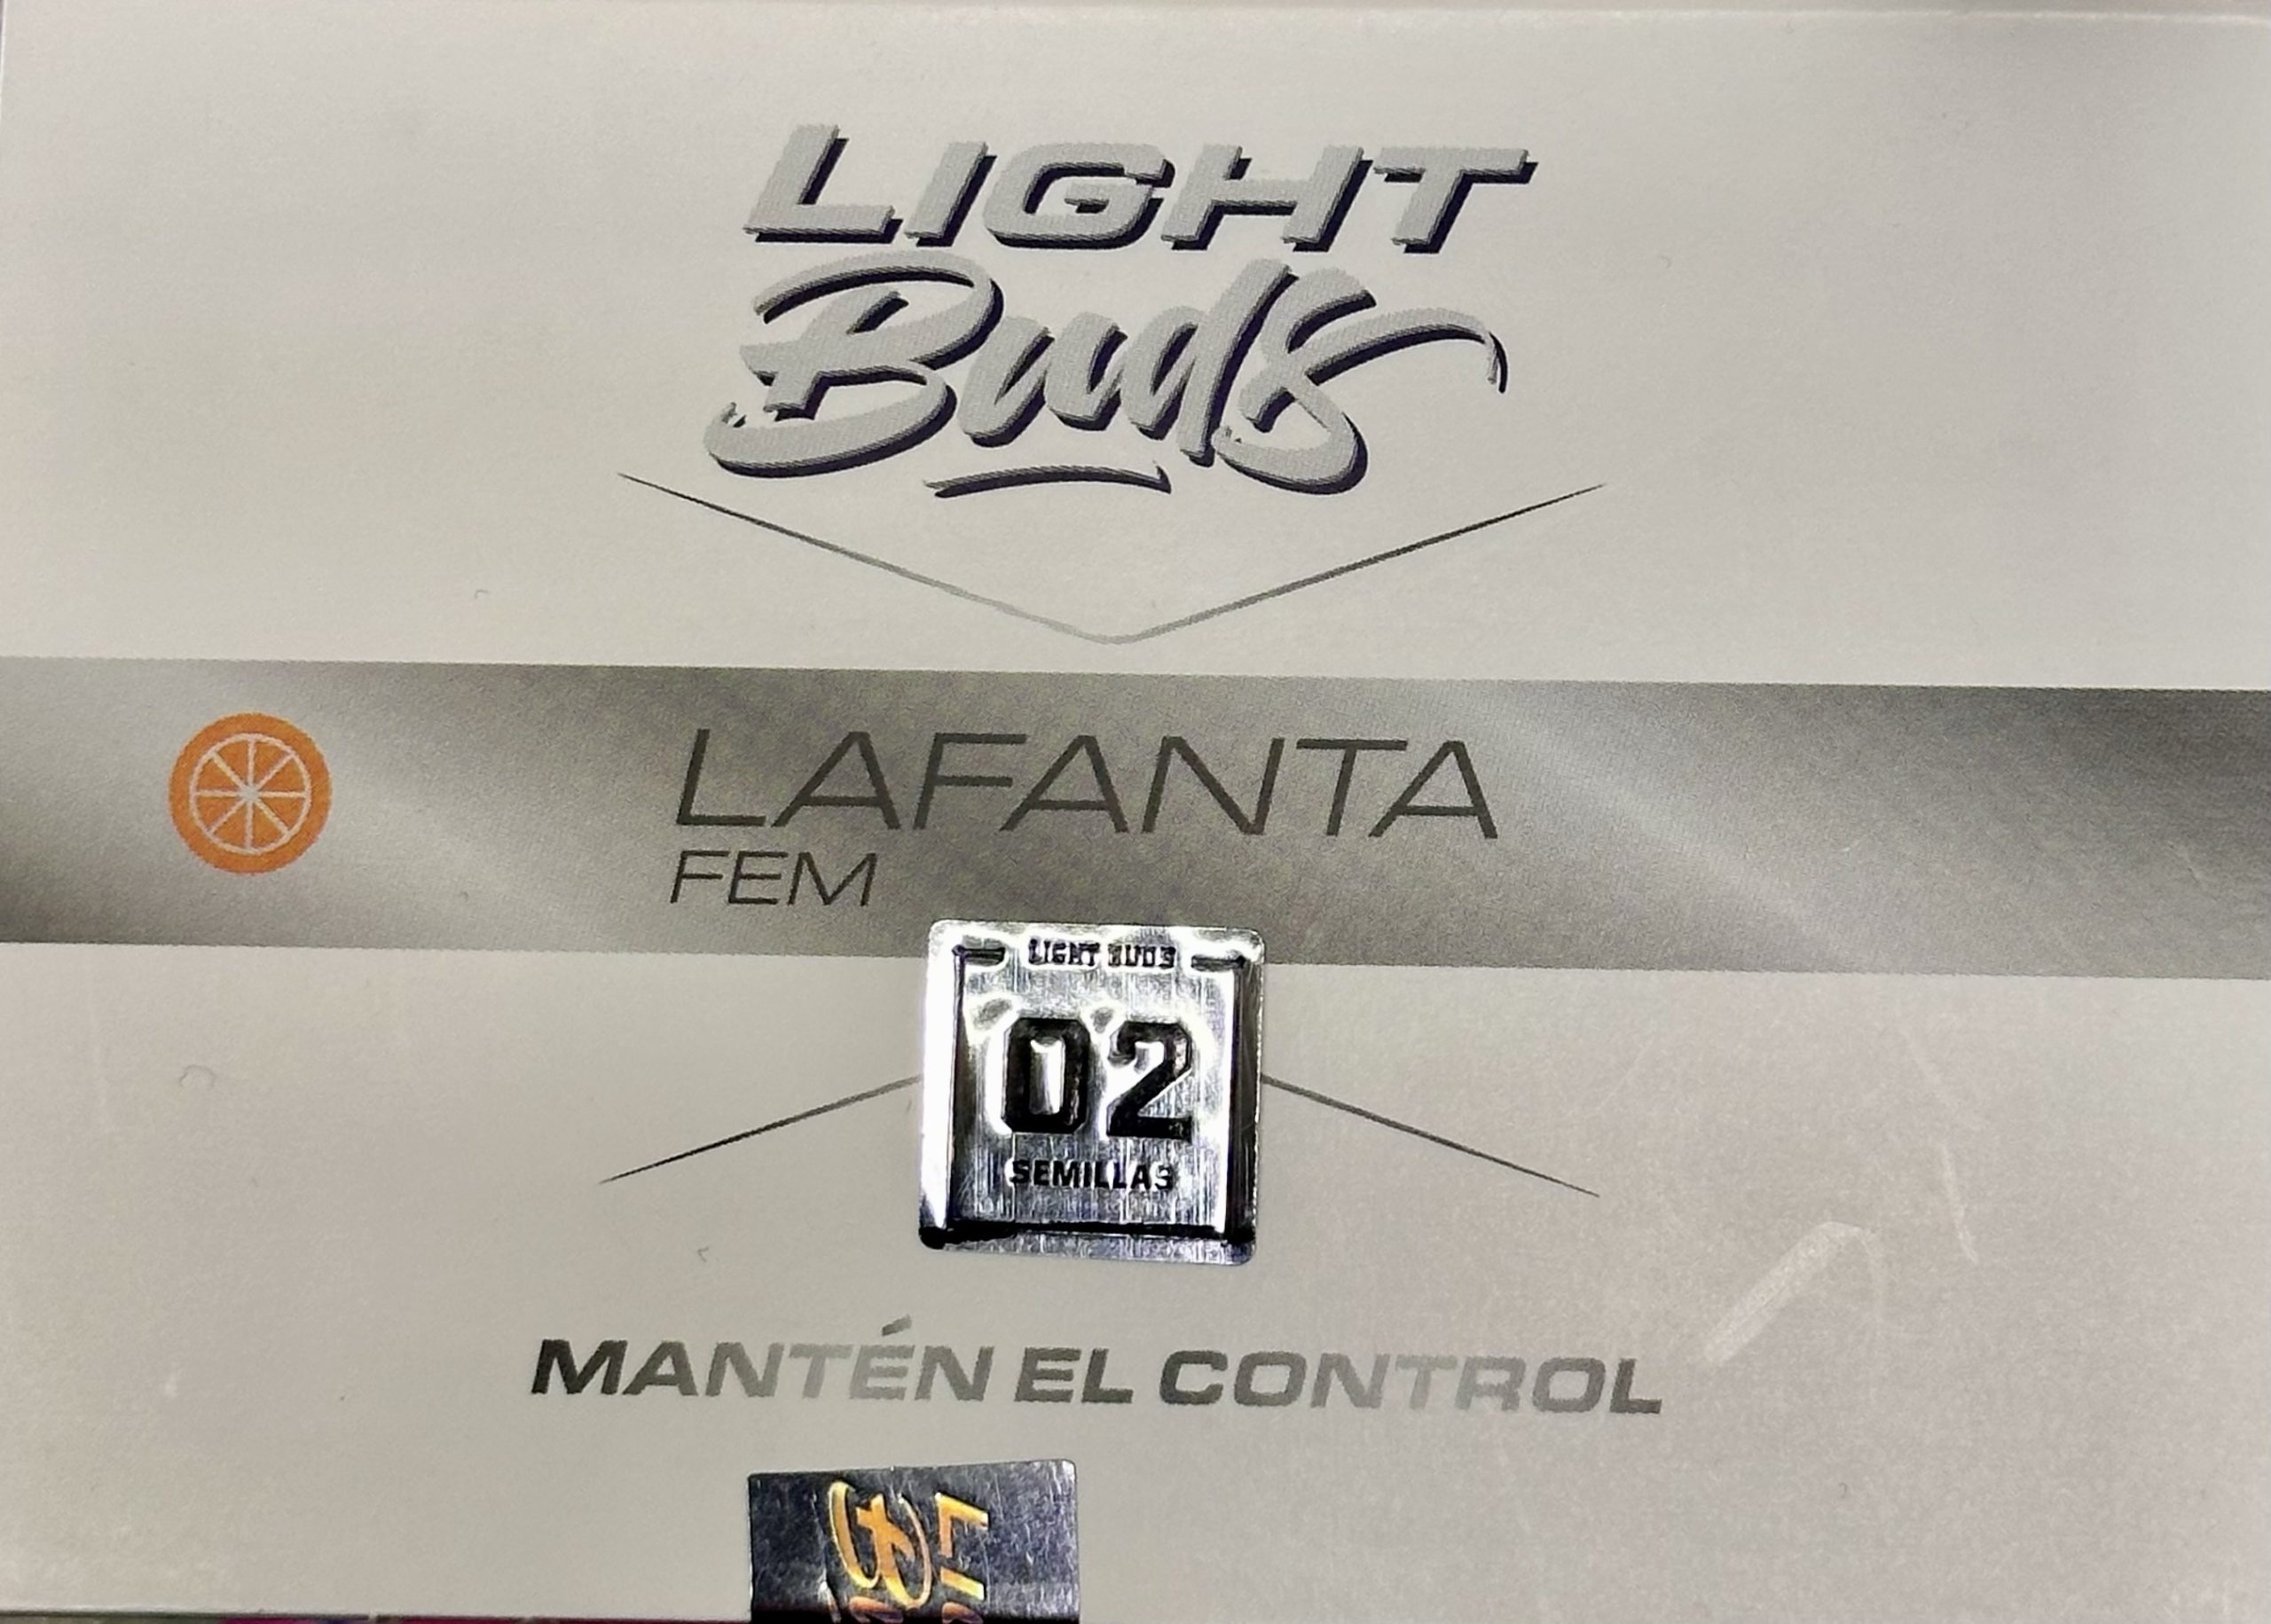 LIGHT
Buds
LAFANTA
FEM
LIGHT BUDS
02
SEMILLAS
MANTÉN EL CONTROL